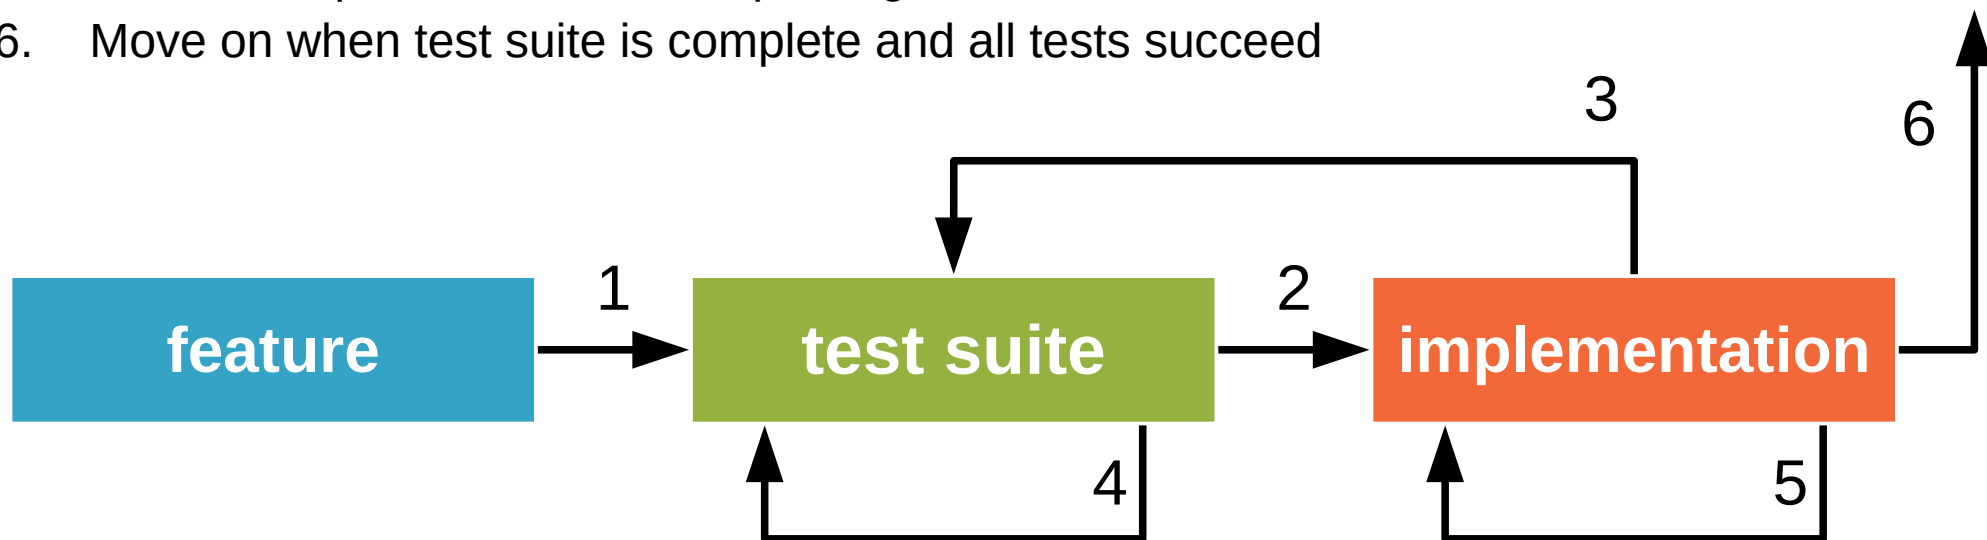 6. Move on when test suite is complete and all tests succeed
3
6
1
2
feature
test suite
implementation
4
5